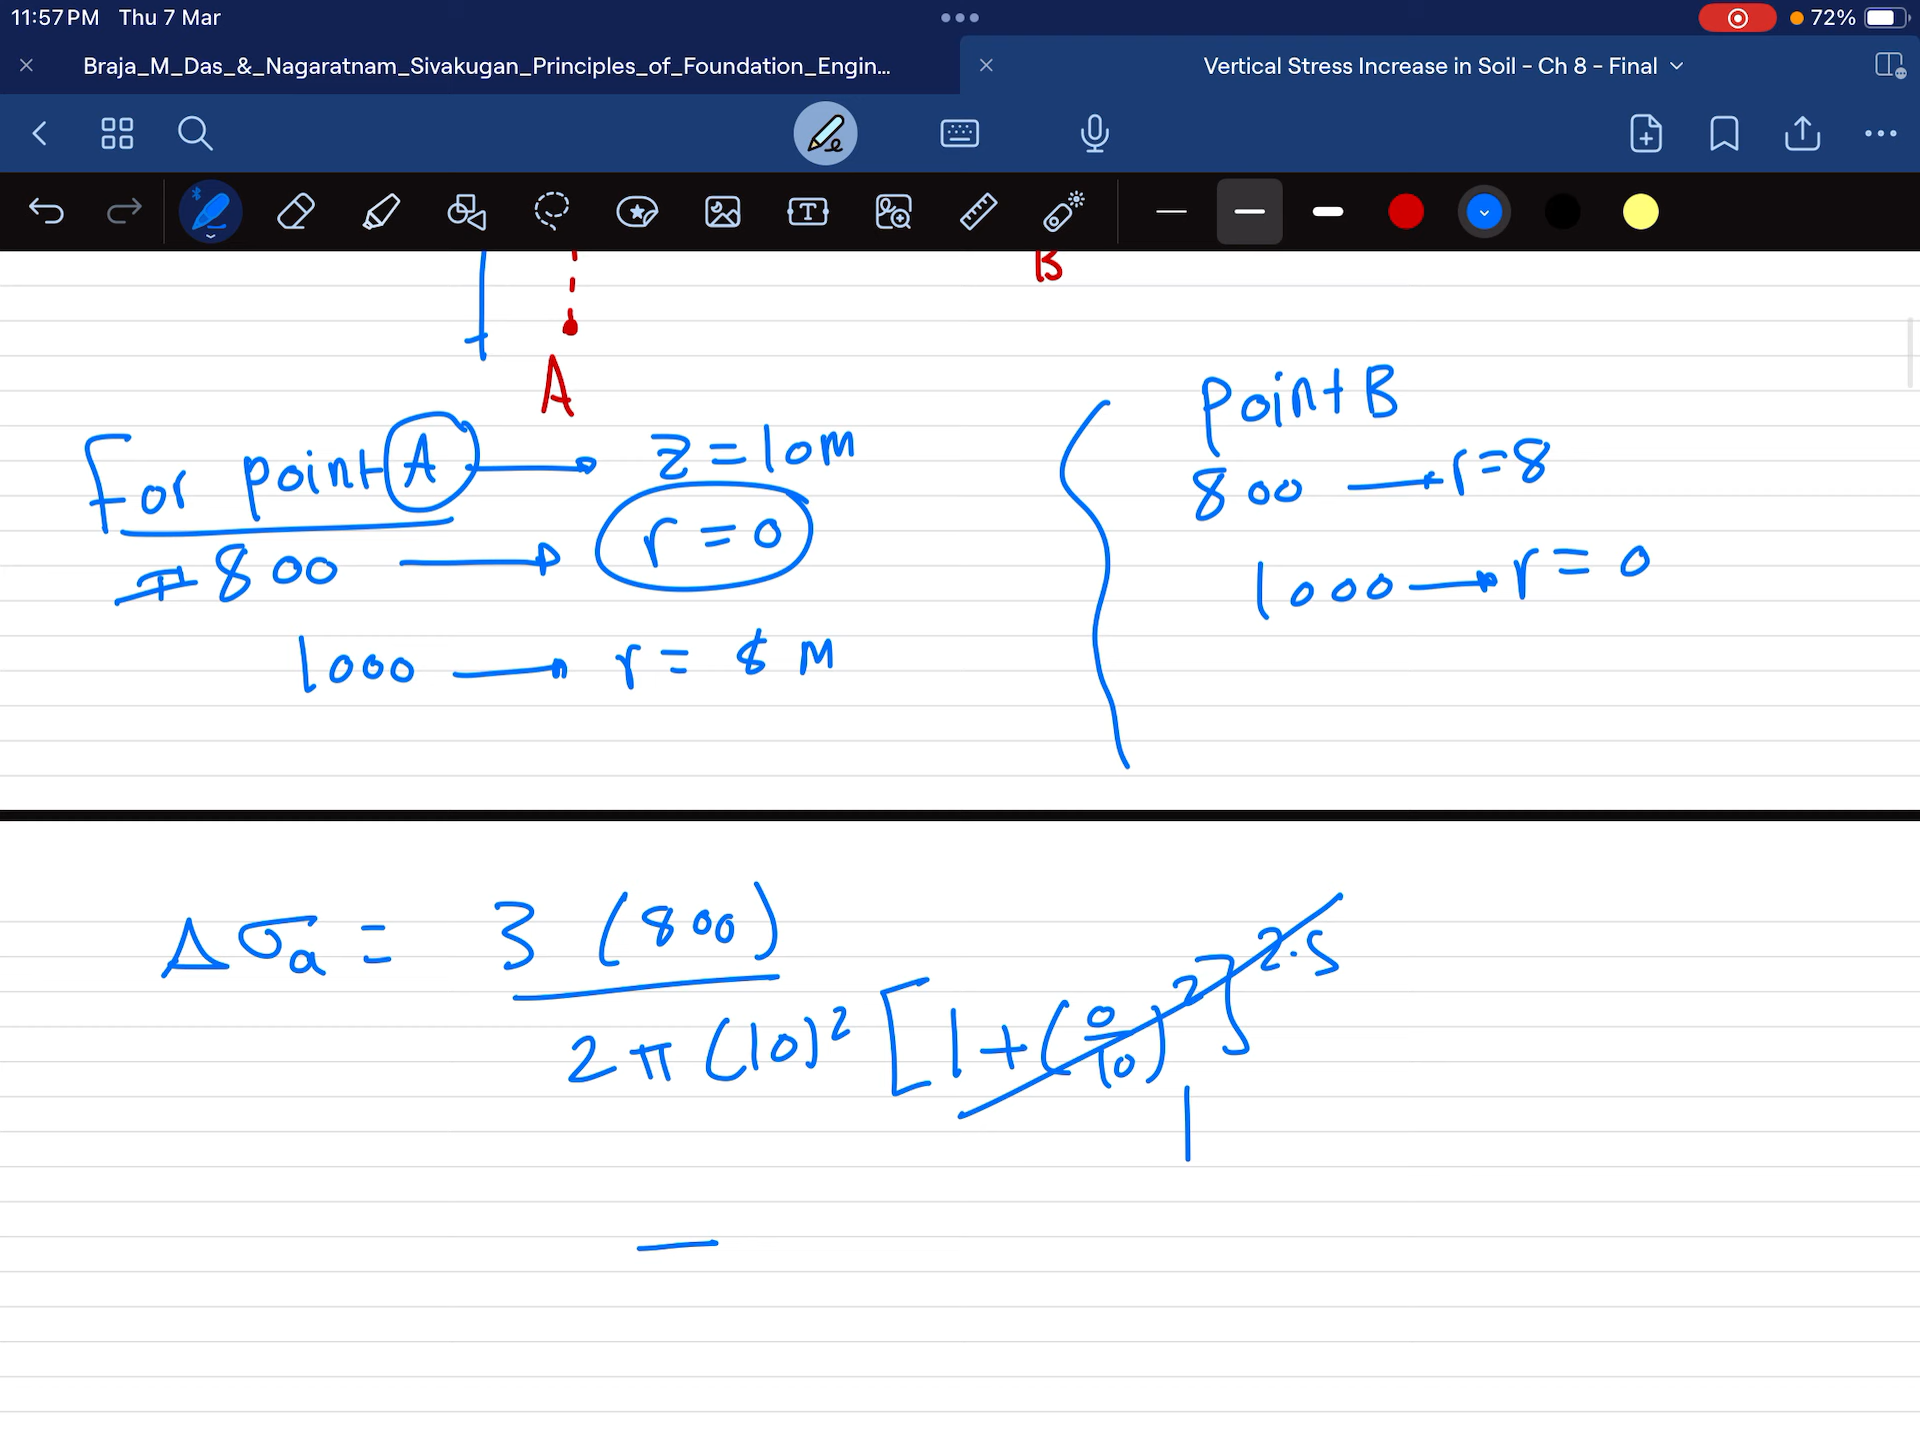 11:57 PM Thu 7 Mar
72%
Braja_M_Das_&_Nagaratnam_Sivakugan_Principles_of_Foundation_Engin...
Vertical Stress Increase in Soil - Ch 8 - Final
B
A
For point A → z = 10m
800 → r = 0
1000 → r = 8 m
Point B
800 → r = 8
1000 → r = 0
Δσa = 3 (800)
2π (10)² [1 + (0/10)²]^2.5
1